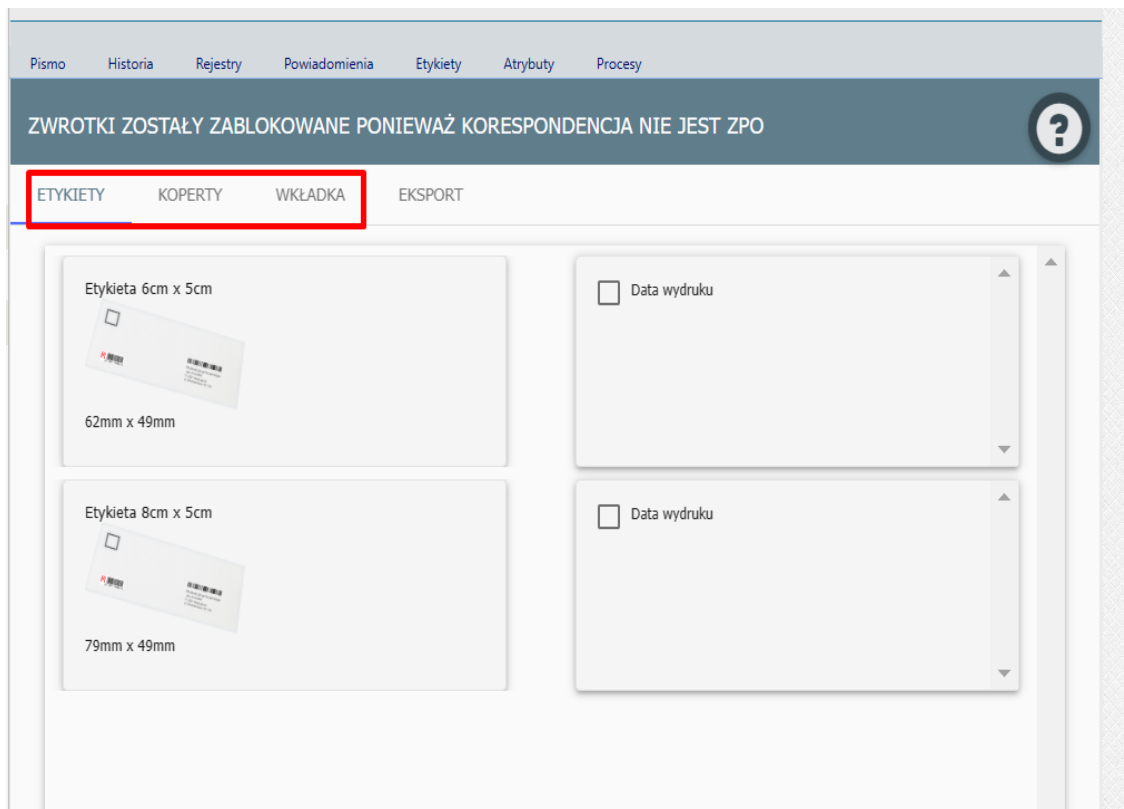 Pismo Historia Rejestry Powiadomienia Etykiety Atrybuty Procesy
ZWROTKI ZOSTAŁY ZABLOKOWANE PONIEWAŻ KORESPONDENCJA NIE JEST ZPO
?
ETYKIETY KOPERTY WKŁADKA EKSPORT
Etykieta 6cm x 5cm
62mm x 49mm
Data wydruku
Etykieta 8cm x 5cm
79mm x 49mm
Data wydruku